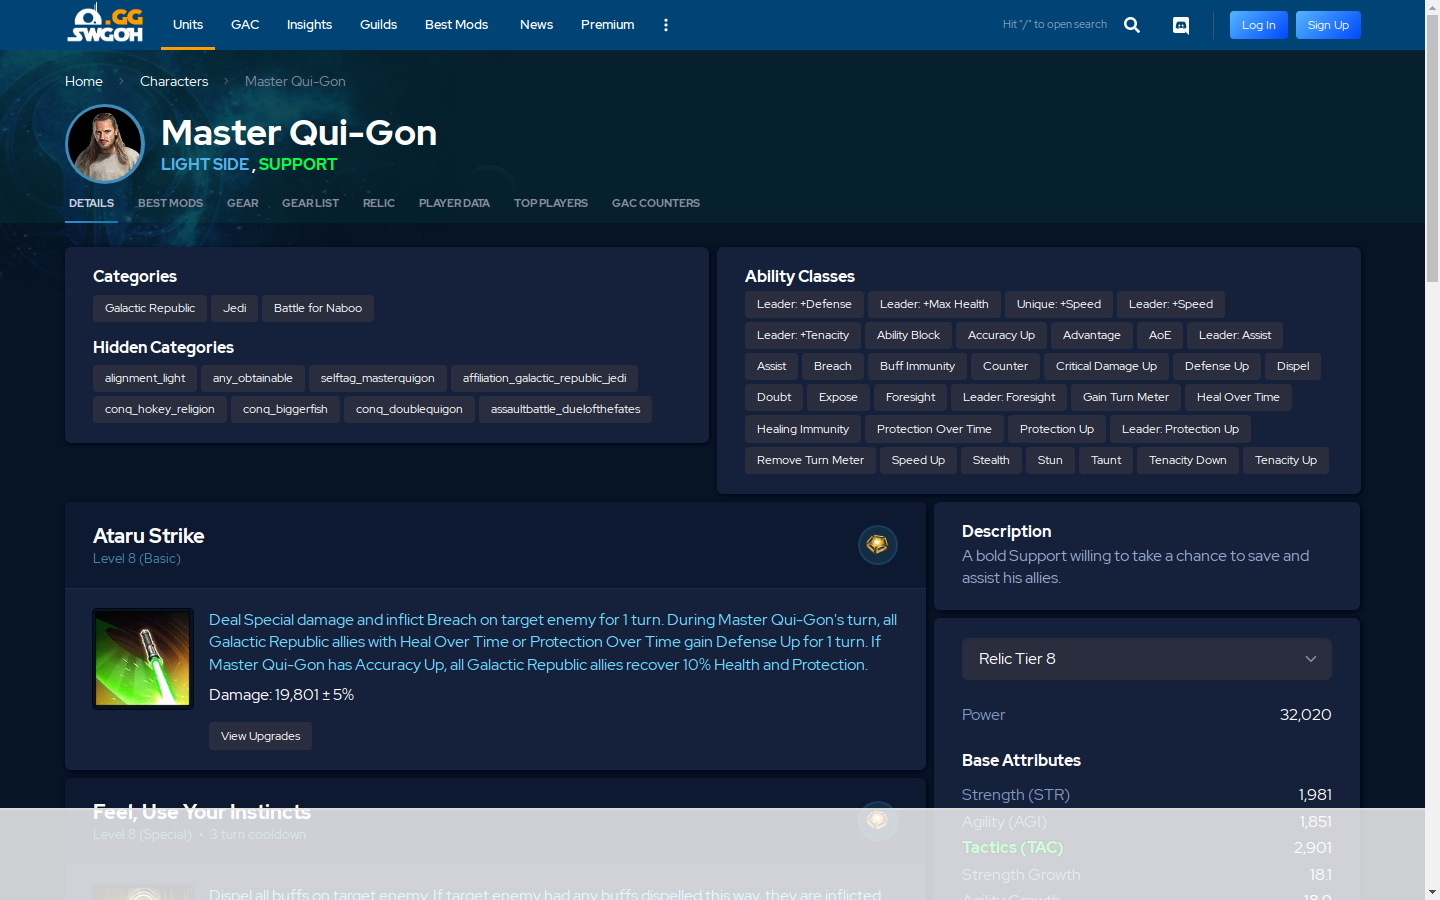 .GG
SWGOH
Units
GAC
Insights
Guilds
Best Mods
News
Premium
Hit "/" to open search
Log In
Sign Up
Home
Characters
Master Qui-Gon
Master Qui-Gon
LIGHT SIDE , SUPPORT
DETAILS
BEST MODS
GEAR
GEAR LIST
RELIC
PLAYER DATA
TOP PLAYERS
GAC COUNTERS
Categories
Galactic Republic
Jedi
Battle for Naboo
Hidden Categories
alignment_light
any_obtainable
selftag_masterquigon
affiliation_galactic_republic_jedi
conq_hokey_religion
conq_biggerfish
conq_doublequigon
assaultbattle_duelofthefates
Ability Classes
Leader: +Defense
Leader: +Max Health
Unique: +Speed
Leader: +Speed
Leader: +Tenacity
Ability Block
Accuracy Up
Advantage
AoE
Leader: Assist
Assist
Breach
Buff Immunity
Counter
Critical Damage Up
Defense Up
Dispel
Doubt
Expose
Foresight
Leader: Foresight
Gain Turn Meter
Heal Over Time
Healing Immunity
Protection Over Time
Protection Up
Leader: Protection Up
Remove Turn Meter
Speed Up
Stealth
Stun
Taunt
Tenacity Down
Tenacity Up
Ataru Strike
Level 8 (Basic)
Deal Special damage and inflict Breach on target enemy for 1 turn. During Master Qui-Gon's turn, all
Galactic Republic allies with Heal Over Time or Protection Over Time gain Defense Up for 1 turn. If
Master Qui-Gon has Accuracy Up, all Galactic Republic allies recover 10% Health and Protection.
Damage: 19,801 ± 5%
View Upgrades
Feel, Use Your Instincts
Level 8 (Special) • 3 turn cooldown
Dispel all buffs on target enemy. If target enemy had any buffs dispelled this way, they are inflicted
Description
A bold Support willing to take a chance to save and
assist his allies.
Relic Tier 8
Power 32,020
Base Attributes
Strength (STR) 1,981
Agility (AGI) 1,851
Tactics (TAC) 2,901
Strength Growth 18.1
Agility Growth 18.9